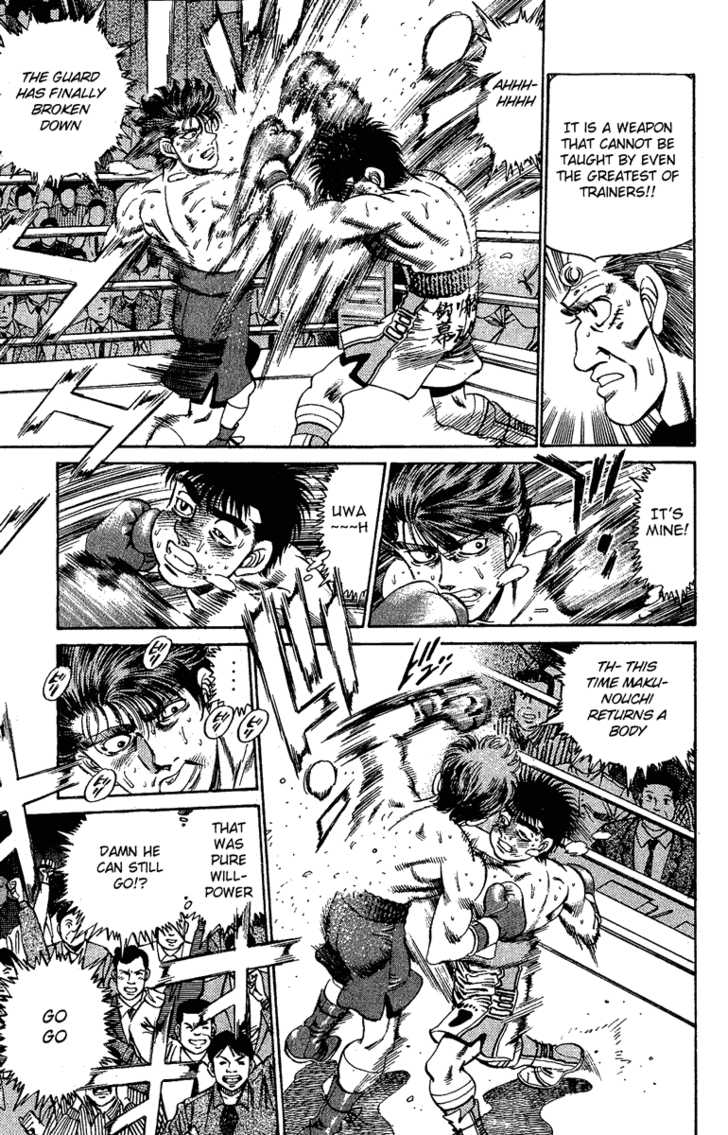 IT IS A WEAPON
THAT CANNOT BE
TAUGHT BY EVEN
THE GREATEST OF
TRAINERS!!
AHHH-
HHHH
THE GUARD
HAS FINALLY
BROKEN
DOWN
IT'S
MINE!
UWA
~~~H
TH- THIS
TIME MAKU-
NOUCHI
RETURNS A
BODY
....
THAT
WAS
PURE
WILL-
POWER
DAMN HE
CAN STILL
GO!?
GO
GO